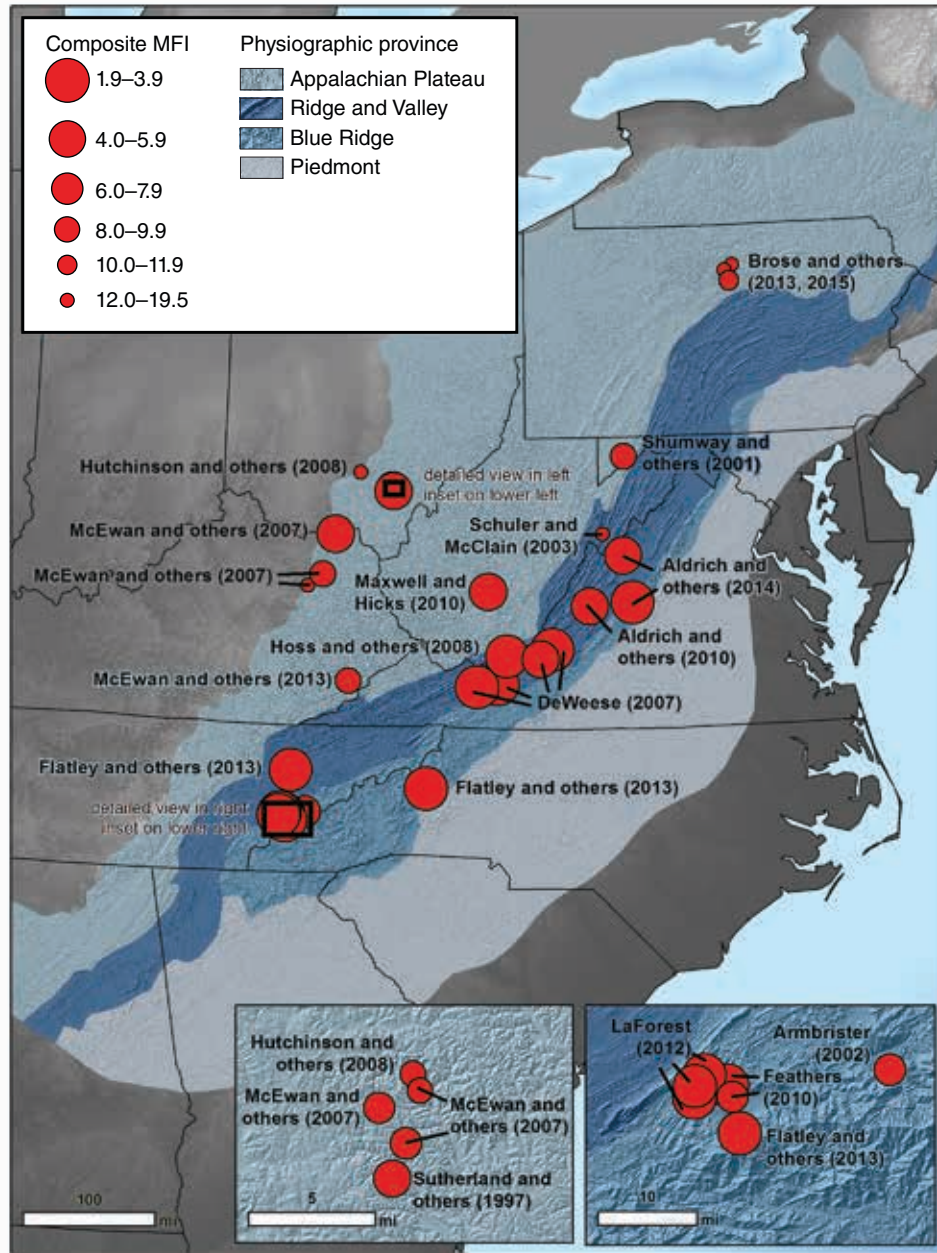 Composite MFI
1.9–3.9
4.0–5.9
6.0–7.9
8.0–9.9
10.0–11.9
12.0–19.5
Physiographic province
Appalachian Plateau
Ridge and Valley
Blue Ridge
Piedmont
Brose and others
(2013, 2015)
Shumway and
others (2001)
Hutchinson and others (2008)
detailed view in left
inset on lower left
McEwan and others (2007)
Schuler and
McClain (2003)
McEwan and others (2007)
Maxwell and
Hicks (2010)
Aldrich and
others (2014)
Aldrich and
others (2010)
Hoss and others (2008)
McEwan and others (2013)
DeWeese (2007)
Flatley and others (2013)
Flatley and others (2013)
detailed view in right
inset on lower right
Hutchinson and
others (2008)
McEwan and
others (2007)
McEwan and
others (2007)
Sutherland and
others (1997)
LaForest
(2012)
Armbrister
(2002)
Feathers
(2010)
Flatley and
others (2013)
100
mi
5
mi
10
mi